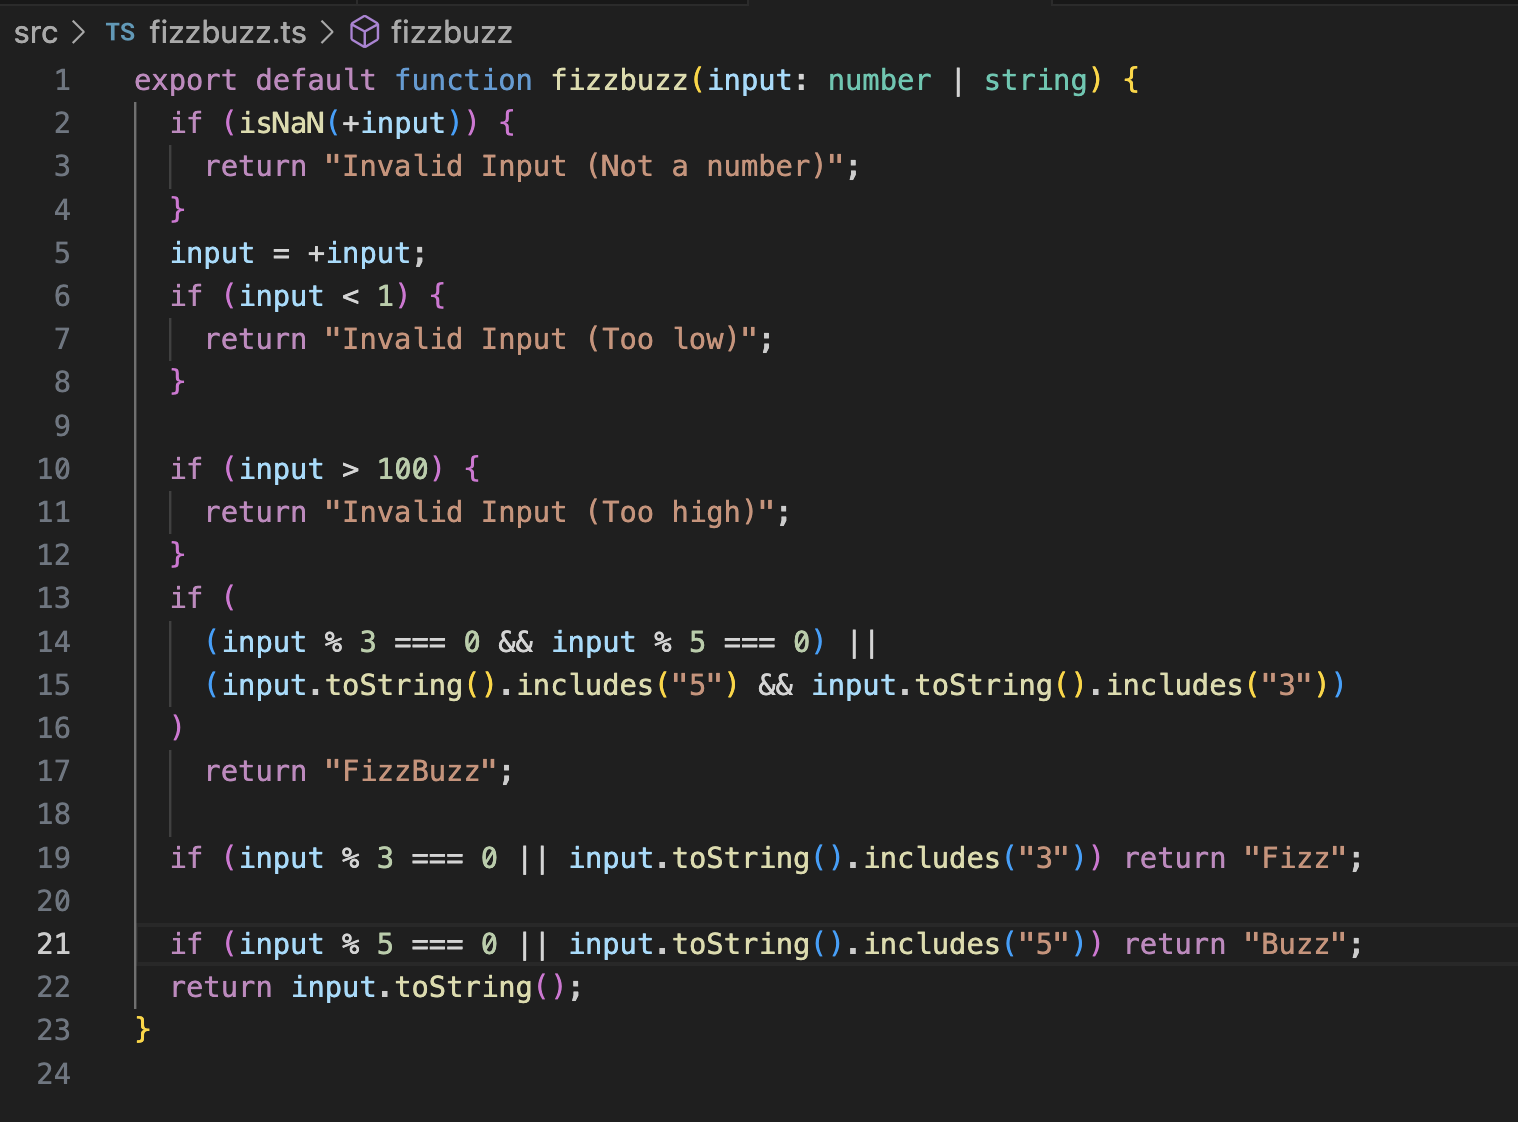 src > TS fizzbuzz.ts > fizzbuzz
1 export default function fizzbuzz(input: number | string) {
2   if (isNaN(+input)) {
3     return "Invalid Input (Not a number)";
4   }
5   input = +input;
6   if (input < 1) {
7     return "Invalid Input (Too low)";
8   }
9
10   if (input > 100) {
11     return "Invalid Input (Too high)";
12   }
13   if (
14     (input % 3 === 0 && input % 5 === 0) ||
15     (input.toString().includes("5") && input.toString().includes("3"))
16   )
17     return "FizzBuzz";
18
19   if (input % 3 === 0 || input.toString().includes("3")) return "Fizz";
20
21   if (input % 5 === 0 || input.toString().includes("5")) return "Buzz";
22   return input.toString();
23 }
24